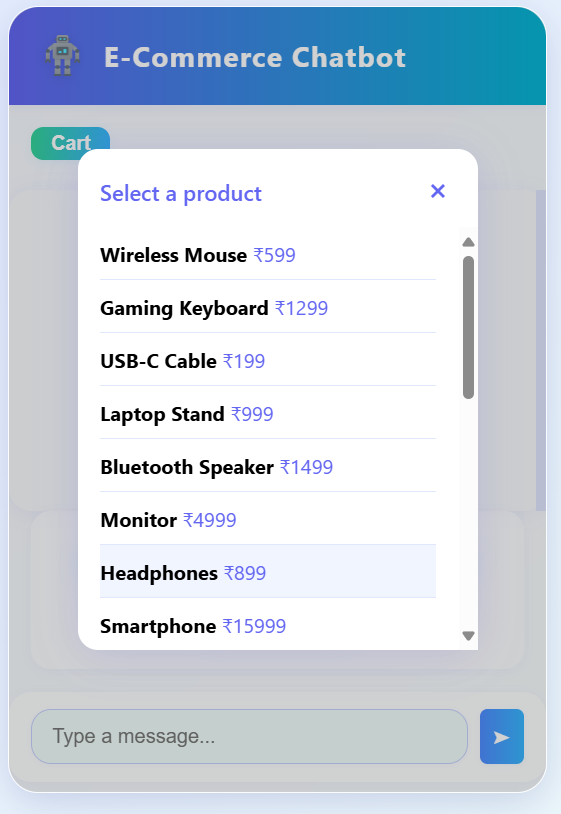 E-Commerce Chatbot
Cart
Select a product ×
Wireless Mouse ₹599
Gaming Keyboard ₹1299
USB-C Cable ₹199
Laptop Stand ₹999
Bluetooth Speaker ₹1499
Monitor ₹4999
Headphones ₹899
Smartphone ₹15999
Type a message...